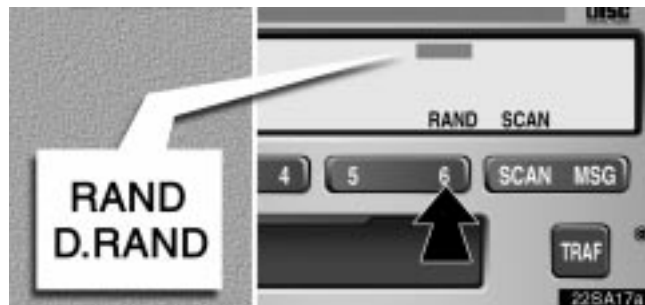 DISC
RAND SCAN
4 5 6 SCAN MSG
RAND
D.RAND
TRAF
22SA17a